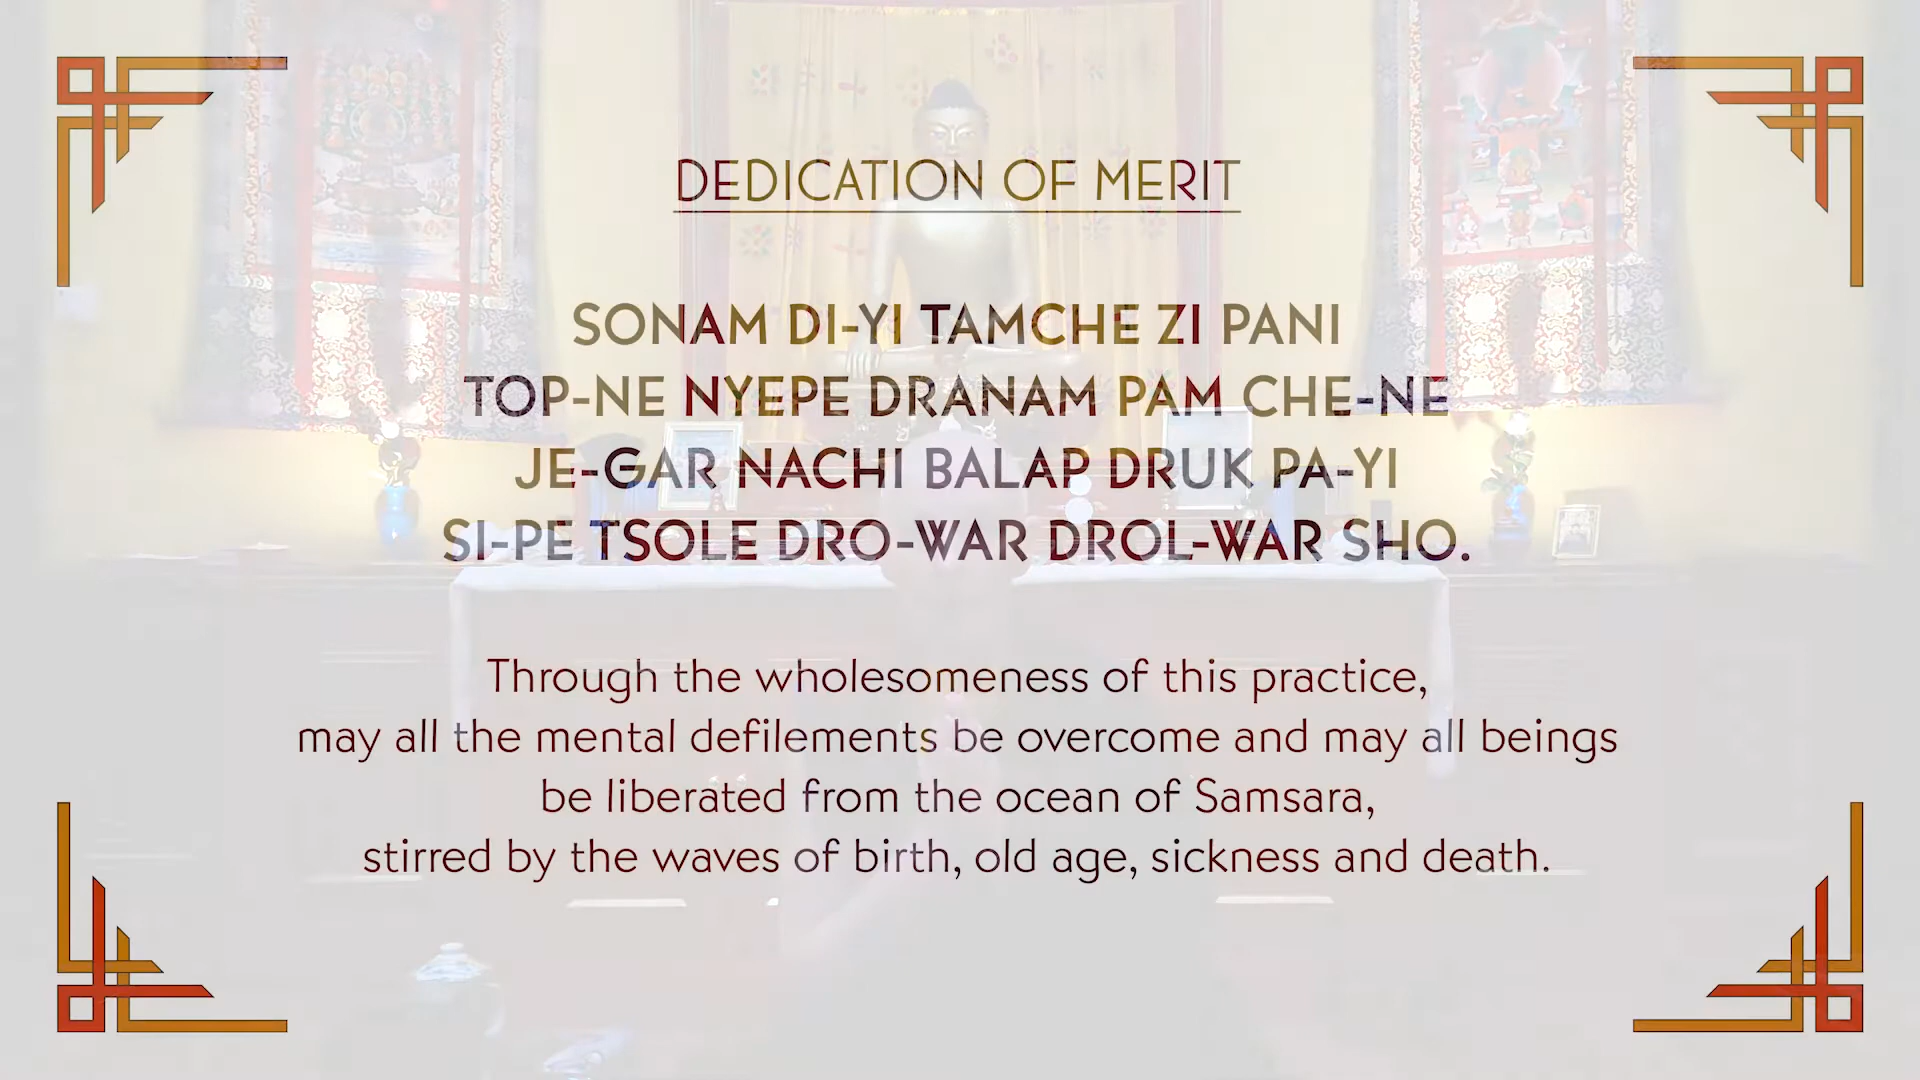 DEDICATION OF MERIT
SONAM DI-YI TAMCHE ZI PANI
TOP-NE NYEPE DRANAM PAM CHE-NE
JE-GAR NACHI BALAP DRUK PA-YI
SI-PE TSOLE DRO-WAR DROL-WAR SHO.
Through the wholesomeness of this practice,
may all the mental defilements be overcome and may all beings
be liberated from the ocean of Samsara,
stirred by the waves of birth, old age, sickness and death.